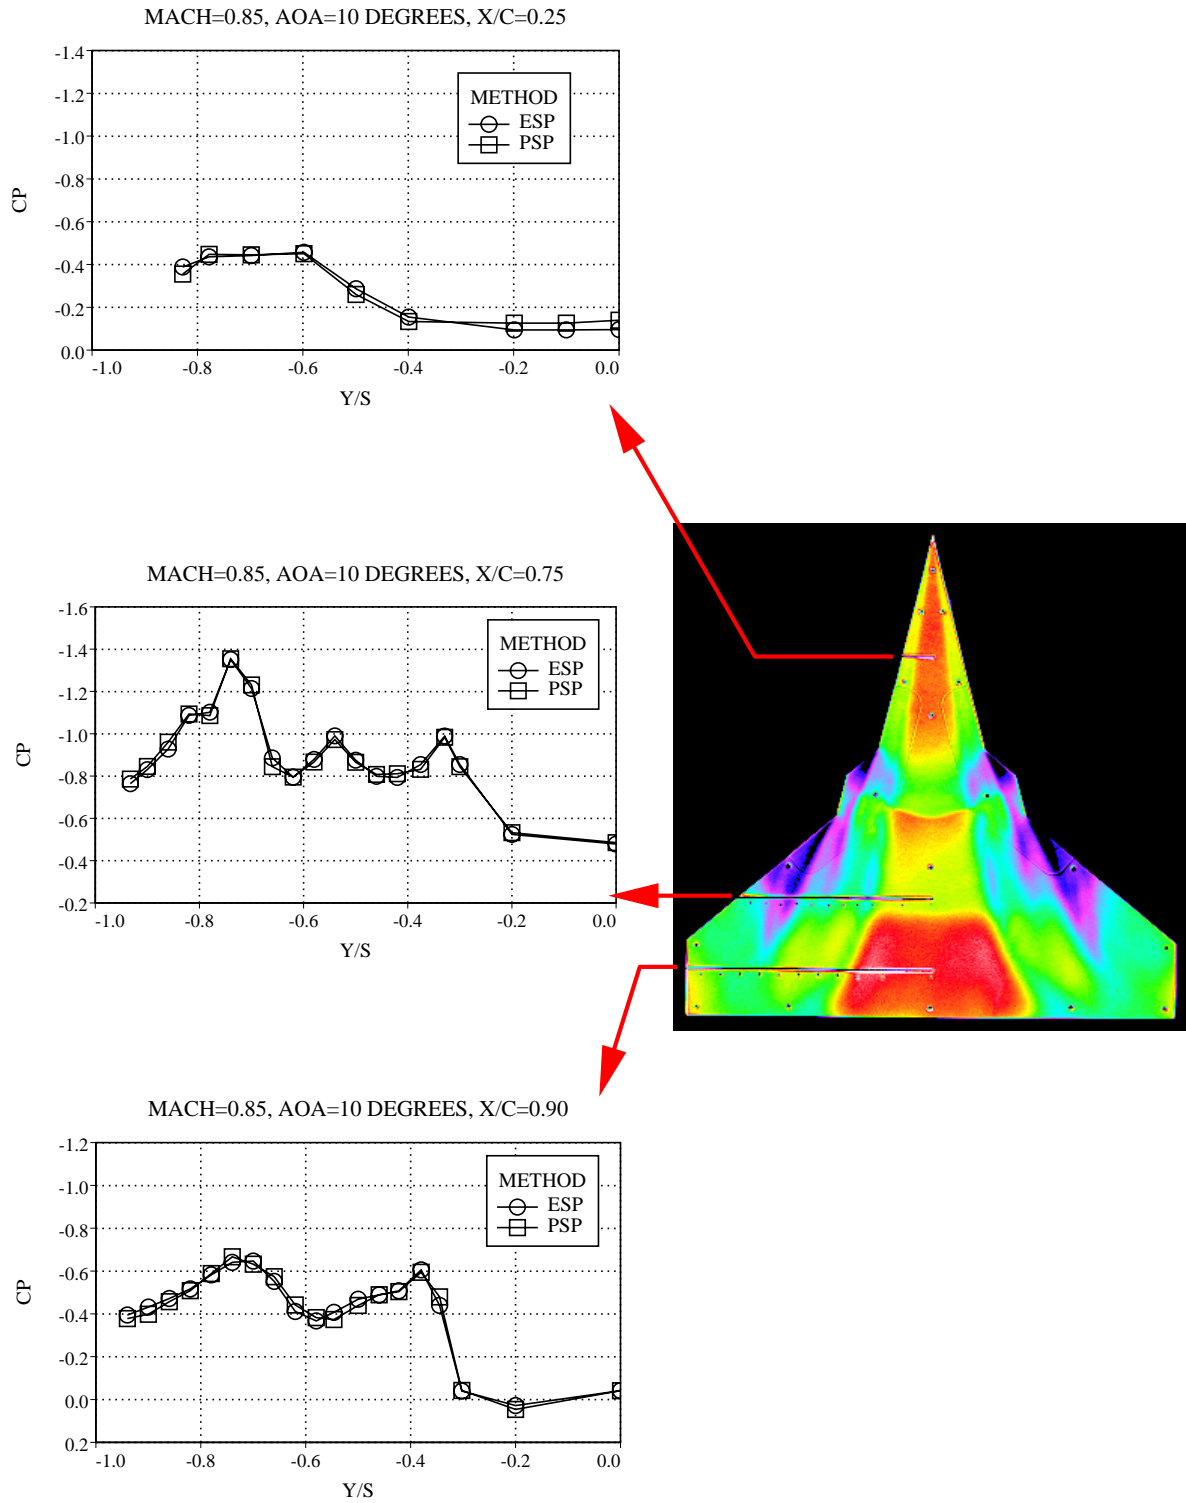 MACH=0.85, AOA=10 DEGREES, X/C=0.25
-1.4
-1.2
-1.0
-0.8
-0.6
-0.4
-0.2
0.0
CP
METHOD
ESP
PSP
-1.0 -0.8 -0.6 -0.4 -0.2 0.0
Y/S
MACH=0.85, AOA=10 DEGREES, X/C=0.75
-1.6
-1.4
-1.2
-1.0
-0.8
-0.6
-0.4
-0.2
CP
METHOD
ESP
PSP
-1.0 -0.8 -0.6 -0.4 -0.2 0.0
Y/S
MACH=0.85, AOA=10 DEGREES, X/C=0.90
-1.2
-1.0
-0.8
-0.6
-0.4
-0.2
0.0
0.2
CP
METHOD
ESP
PSP
-1.0 -0.8 -0.6 -0.4 -0.2 0.0
Y/S